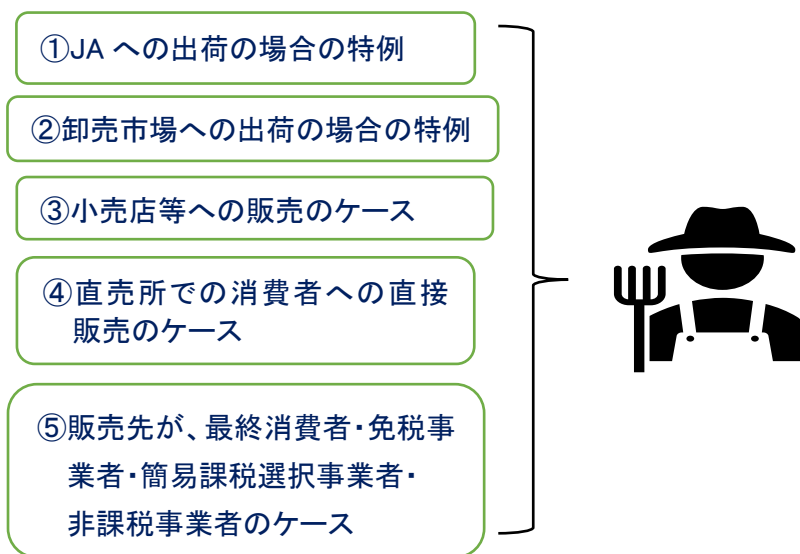 ①JA への出荷の場合の特例
②卸売市場への出荷の場合の特例
③小売店等への販売のケース
④直売所での消費者への直接
販売のケース
⑤販売先が、最終消費者・免税事
業者・簡易課税選択事業者・
非課税事業者のケース